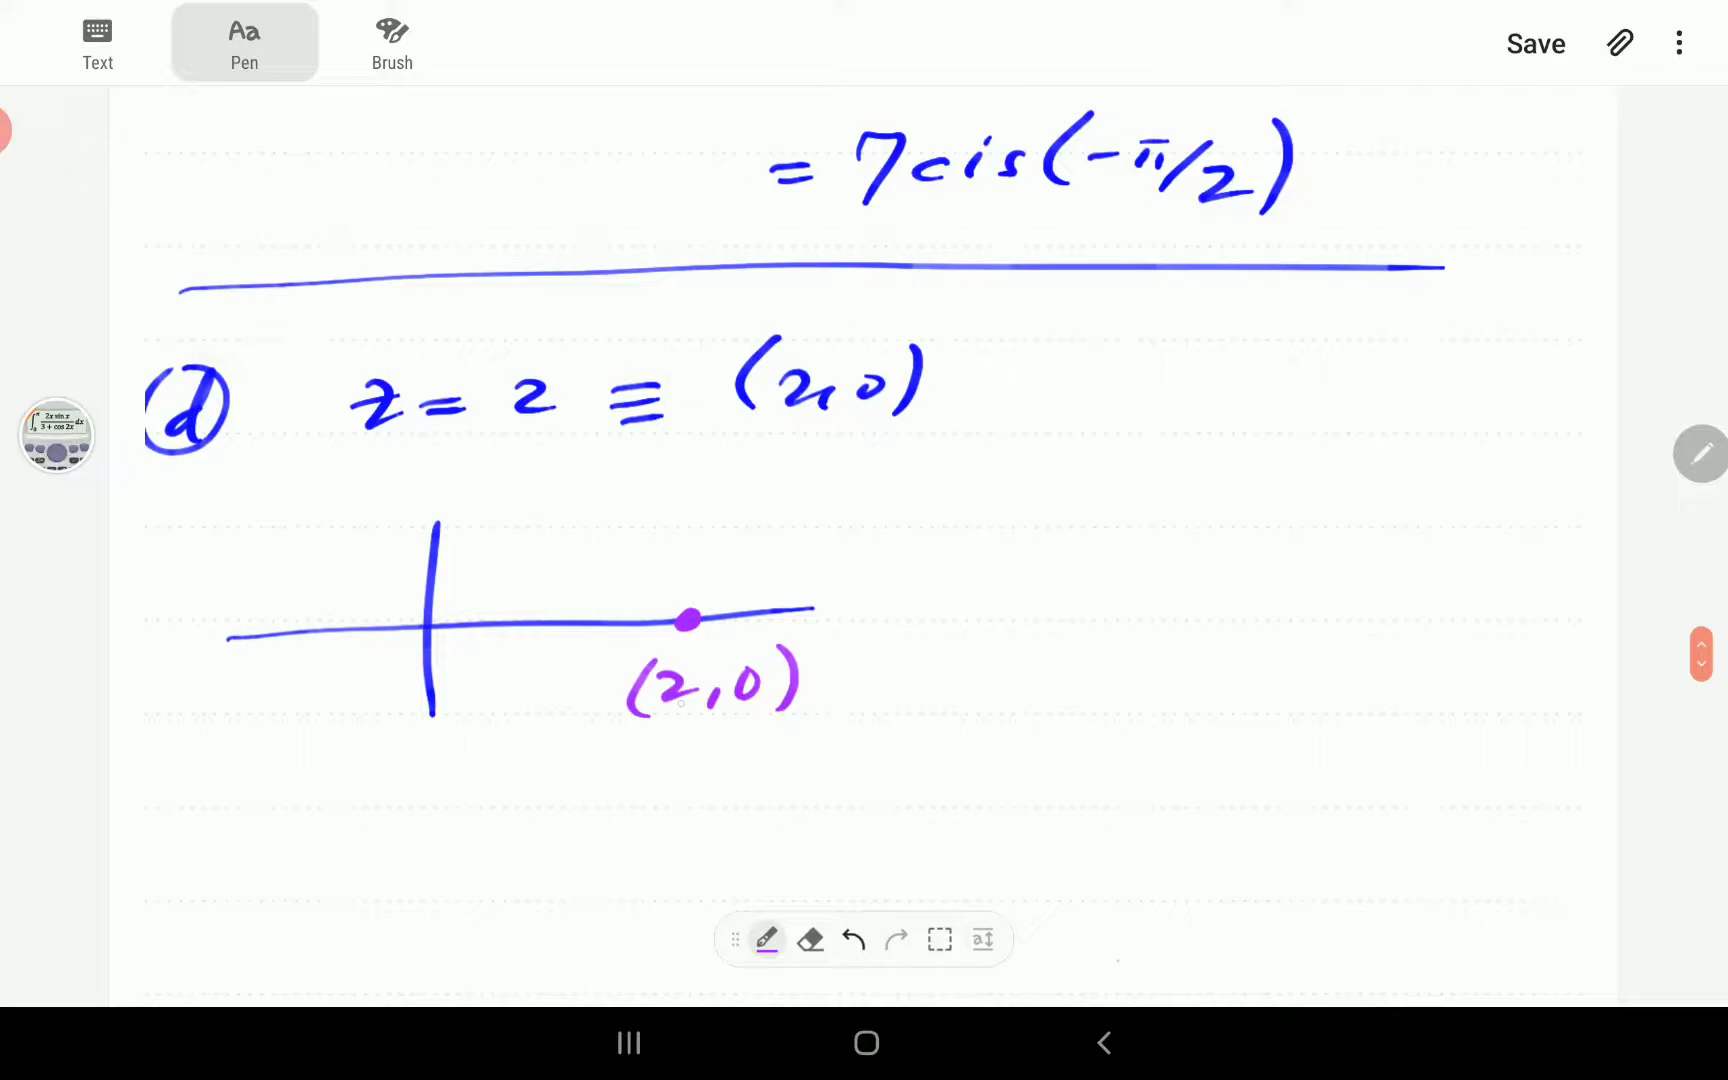 Text
Pen
Brush
Save
= 7cis(-π/2)
(d) z = 2 ≡ (2,0)
(2,0)